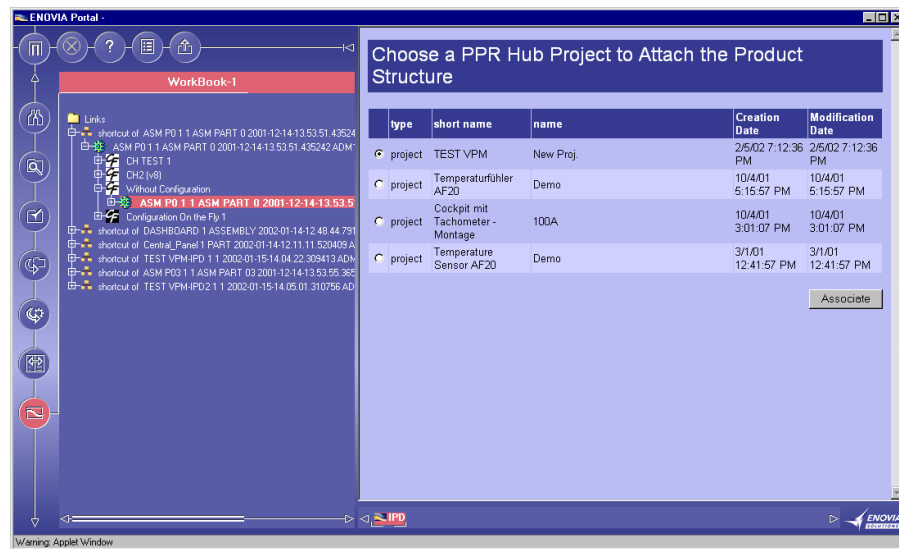 ENOVIA Portal -
WorkBook-1
Links
shortcut of ASM P0 1 1 ASM PART 0 2001-12-14-13.53.51.43524
ASM P0 1 1 ASM PART 0 2001-12-14-13.53.51.435242 ADM
CH TEST 1
CH2 (v8)
Without Configuration
ASM P0 1 1 ASM PART 0 2001-12-14-13.53.5
Configuration On the Fly 1
shortcut of DASHBOARD 1 ASSEMBLY 2002-01-14-12.48.44.791
shortcut of Central_Panel 1 PART 2002-01-14-12.11.11.520409 A
shortcut of TEST VPM-IPD 1 1 2002-01-15-14.04.22.309413 ADM
shortcut of ASM P03 1 1 ASM PART 03 2001-12-14-13.53.55.365
shortcut of TEST VPM-IPD2 1 1 2002-01-15-14.05.01.310756 AD
Choose a PPR Hub Project to Attach the Product
Structure
type short name name Creation Date Modification Date
project TEST VPM New Proj. 2/5/02 7:12:36 PM 2/5/02 7:12:36 PM
project Temperaturfühler AF20 Demo 10/4/01 5:15:57 PM 10/4/01 5:15:57 PM
project Cockpit mit Tachometer - Montage 100A 10/4/01 3:01:07 PM 10/4/01 3:01:07 PM
project Temperature Sensor AF20 Demo 3/1/01 12:41:57 PM 3/1/01 12:41:57 PM
Associate
IPD
ENOVIA
SOLUTIONS
Warning: Applet Window